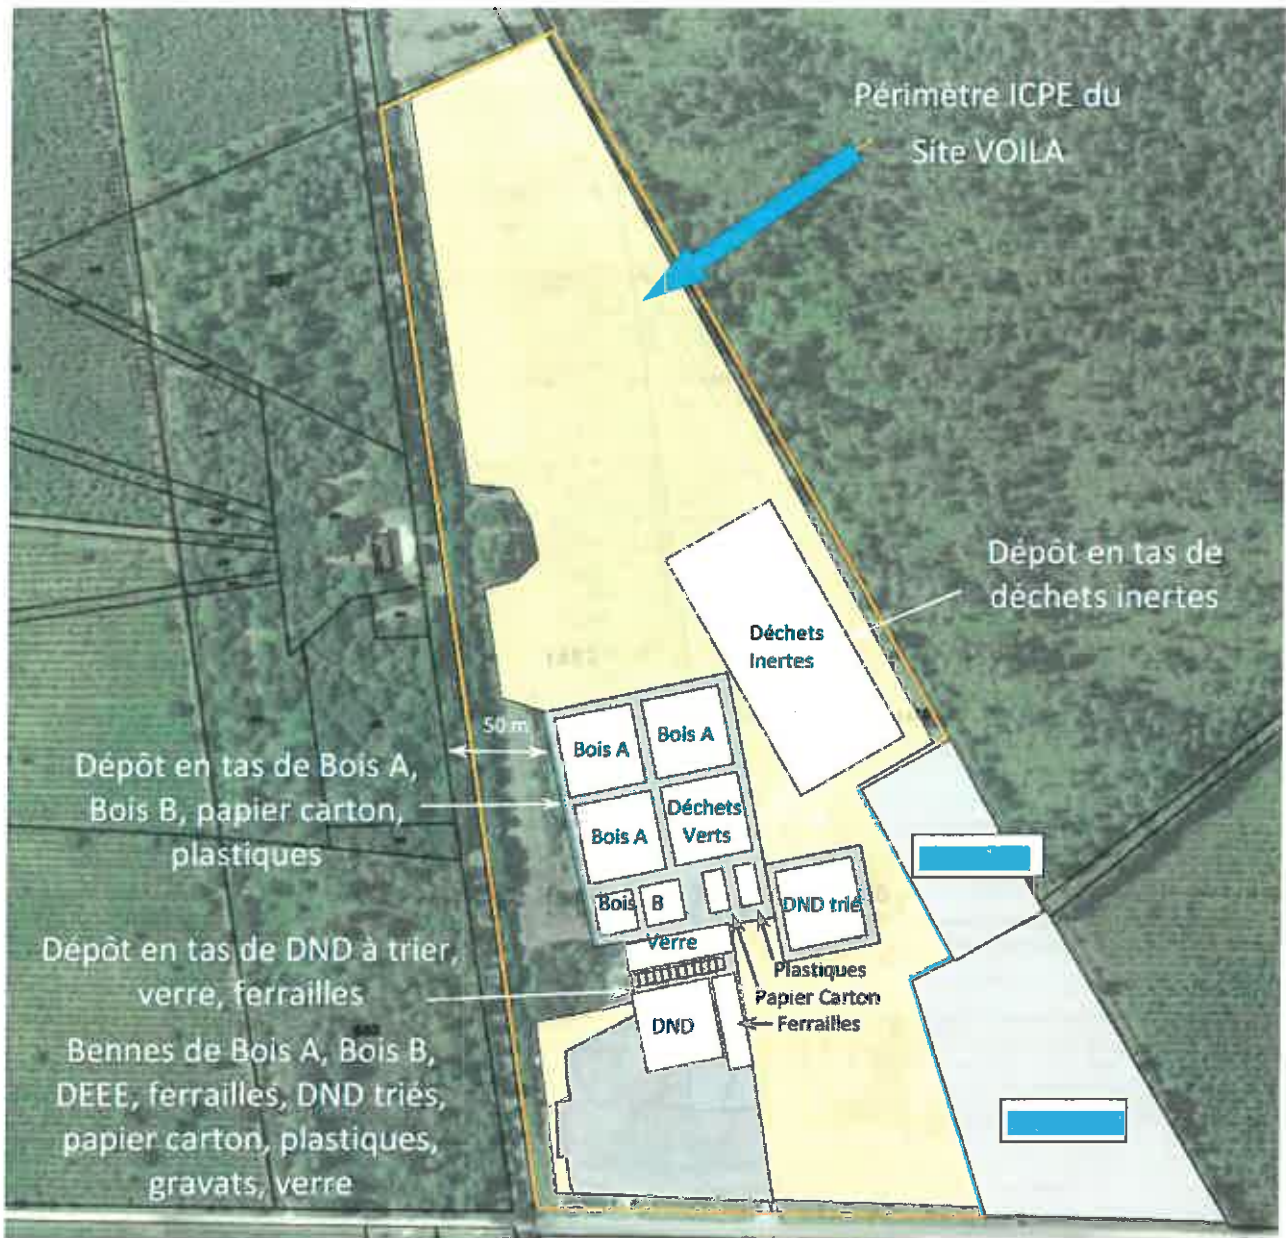 Périmètre ICPE du
Site VOILA
Dépôt en tas de
déchets inertes
Déchets
Inertes
50 m
Bois A
Bois A
Dépôt en tas de Bois A,
Bois B, papier carton,
plastiques
Bois A
Déchets
Verts
Bois B
DND trié
Verre
Dépôt en tas de DND à trier,
verre, ferrailles
Plastiques
Papier Carton
Ferrailles
DND
Bennes de Bois A, Bois B,
DEEE, ferrailles, DND triés,
papier carton, plastiques,
gravats, verre